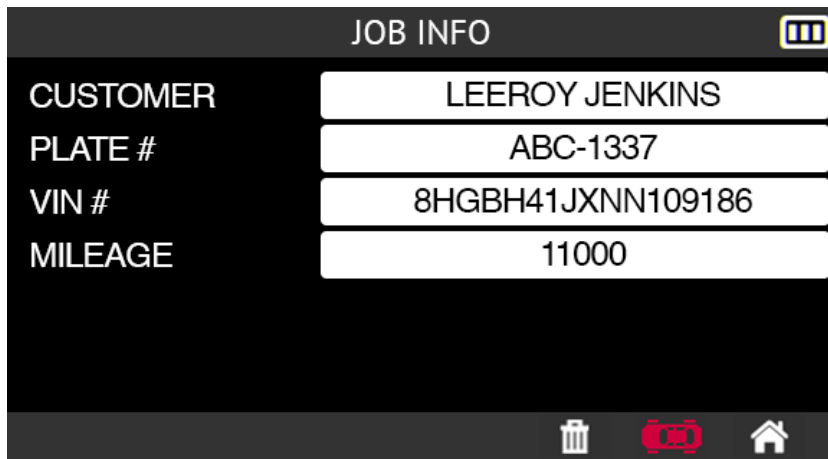 JOB INFO
CUSTOMER LEEROY JENKINS
PLATE # ABC-1337
VIN # 8HGBH41JXNN109186
MILEAGE 11000